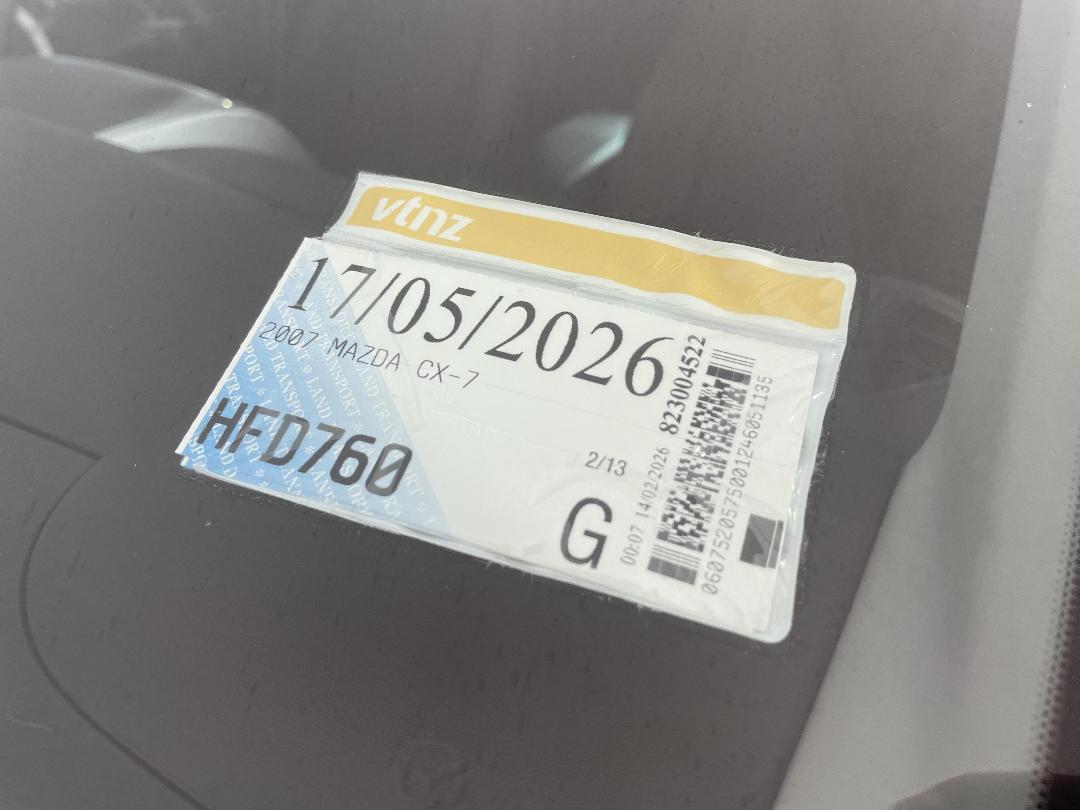 vtnz
17/05/2026
2007 MAZDA CX-7
HFD760
2/13
G
00:07 14/02/2026 823004522
0607520575001246051135